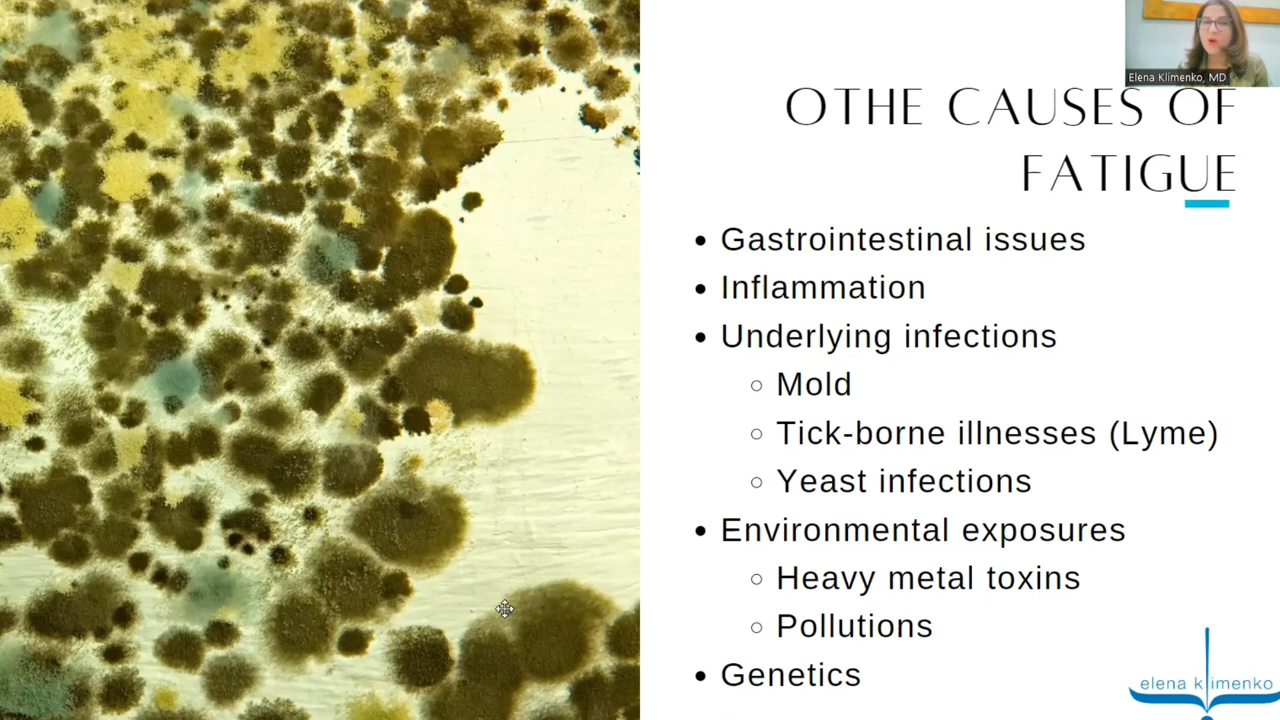 Elena Klimenko, MD
OTHE CAUSES OF
FATIGUE
• Gastrointestinal issues
• Inflammation
• Underlying infections
○ Mold
○ Tick-borne illnesses (Lyme)
○ Yeast infections
• Environmental exposures
○ Heavy metal toxins
○ Pollutions
• Genetics
elena klimenko